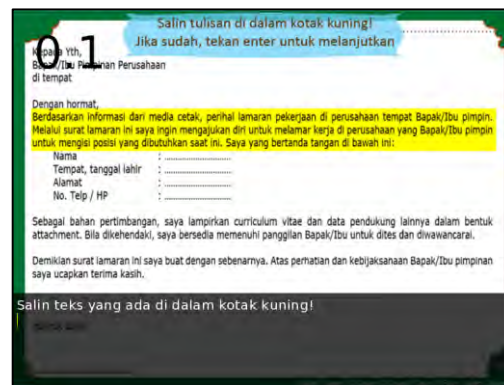 Salin tulisan di dalam kotak kuning!
Jika sudah, tekan enter untuk melanjutkan
0.1
Kepada Yth,
Bapak/Ibu Pimpinan Perusahaan
di tempat
Dengan hormat,
Berdasarkan informasi dari media cetak, perihal lamaran pekerjaan di perusahaan tempat Bapak/Ibu pimpin.
Melalui surat lamaran ini saya ingin mengajukan diri untuk melamar kerja di perusahaan yang Bapak/Ibu pimpin
untuk mengisi posisi yang dibutuhkan saat ini. Saya yang bertanda tangan di bawah ini:
Nama : ................................
Tempat, tanggal lahir : ................................
Alamat : ................................
No. Telp / HP : ................................
Sebagai bahan pertimbangan, saya lampirkan curriculum vitae dan data pendukung lainnya dalam bentuk
attachment. Bila dikehendaki, saya bersedia memenuhi panggilan Bapak/Ibu untuk dites dan diwawancarai.
Demikian surat lamaran ini saya buat dengan sebenarnya. Atas perhatian dan kebijaksanaan Bapak/Ibu pimpinan
saya ucapkan terima kasih.
Salin teks yang ada di dalam kotak kuning!